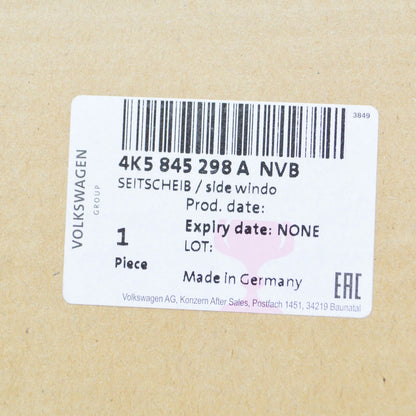 3849
VOLKSWAGEN
GROUP
4K5 845 298 A NVB
SEITSCHEIB / side windo
Prod. date:
Expiry date: NONE
1
LOT:
Piece
Made in Germany
EAC
Volkswagen AG, Konzern After Sales, Postfach 1451, 34219 Baunatal